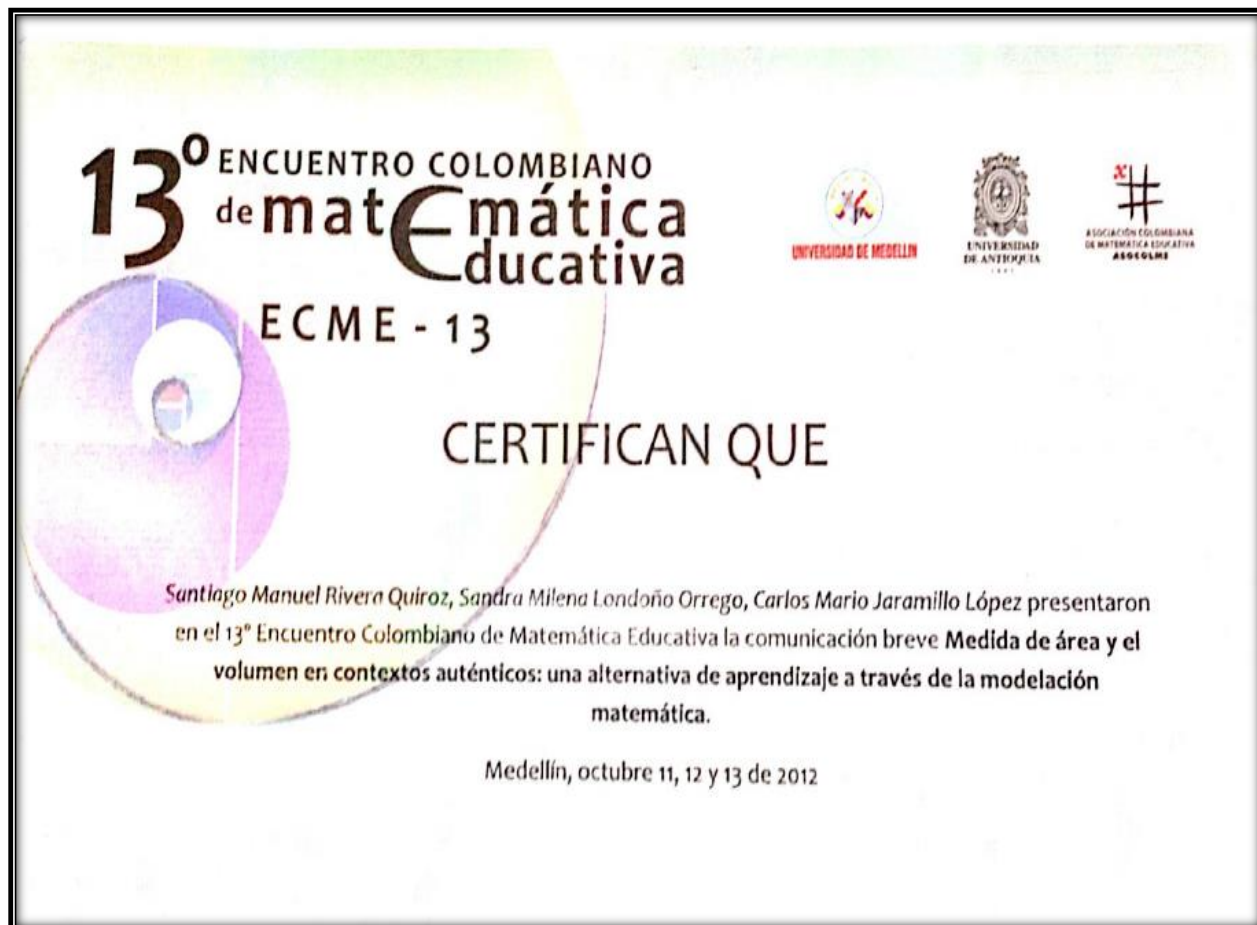 13º ENCUENTRO COLOMBIANO
de matemática
educativa
ECME - 13
UNIVERSIDAD DE MEDELLIN
UNIVERSIDAD
DE ANTIOQUIA
1803
x
ASOCIACIÓN COLOMBIANA
DE MATEMÁTICA EDUCATIVA
ASOCOLME
CERTIFICAN QUE
Santiago Manuel Rivera Quiroz, Sandra Milena Londoño Orrego, Carlos Mario Jaramillo López presentaron
en el 13º Encuentro Colombiano de Matemática Educativa la comunicación breve Medida de área y el
volumen en contextos auténticos: una alternativa de aprendizaje a través de la modelación
matemática.
Medellín, octubre 11, 12 y 13 de 2012